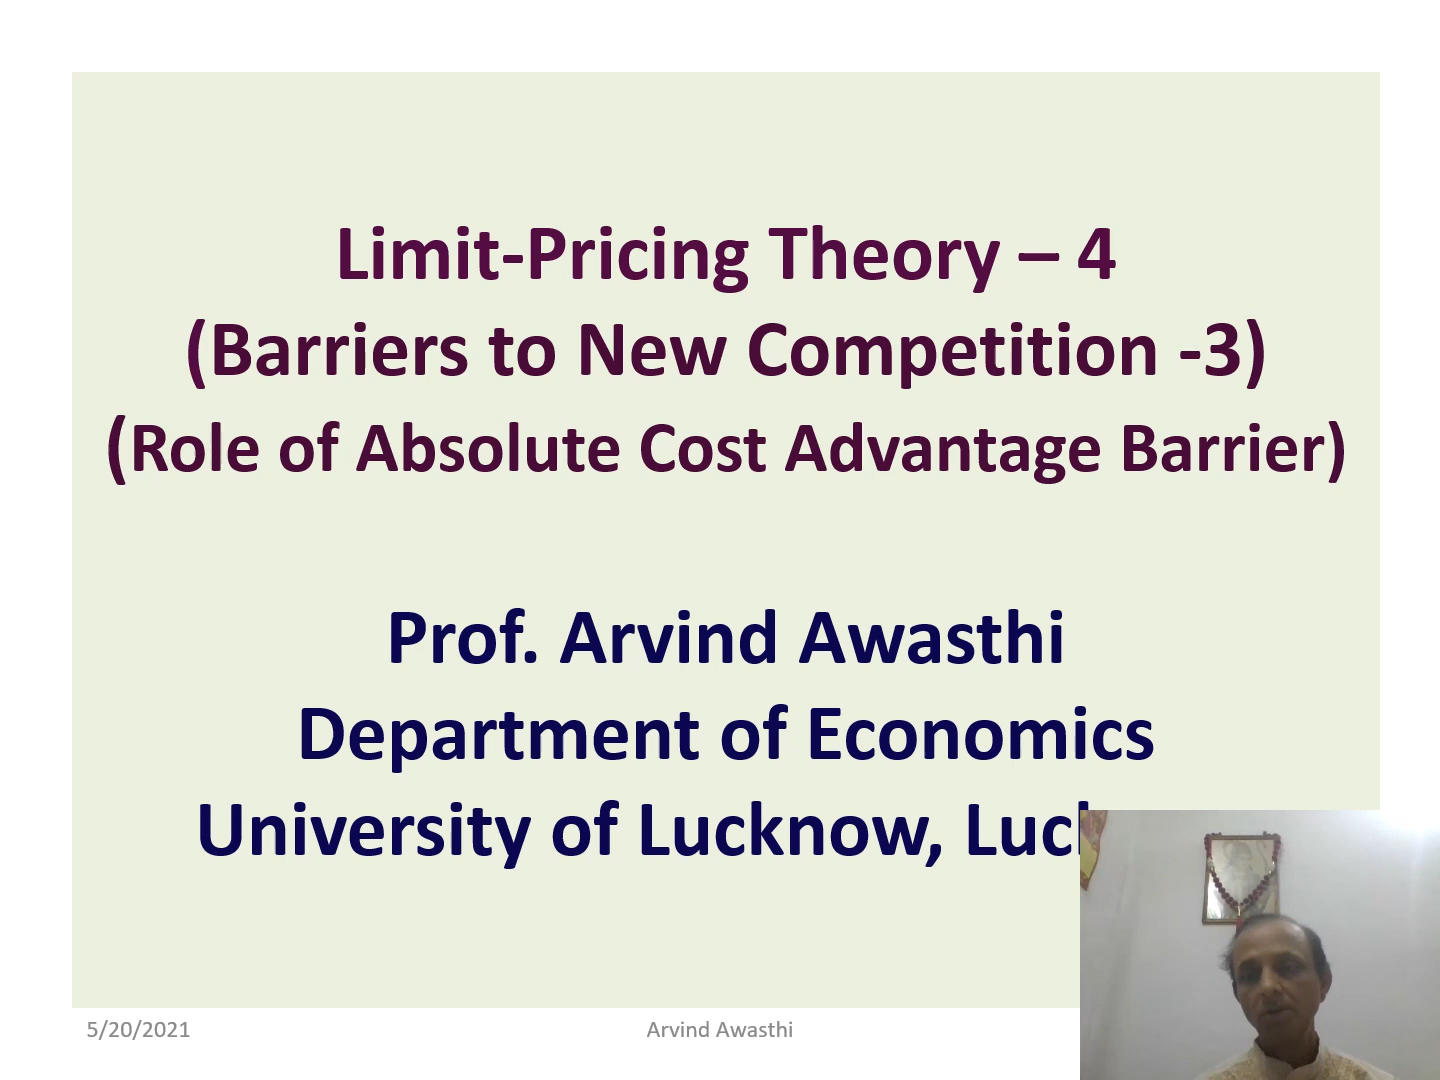 Limit-Pricing Theory – 4
(Barriers to New Competition -3)
(Role of Absolute Cost Advantage Barrier)
Prof. Arvind Awasthi
Department of Economics
University of Lucknow,
5/20/2021
Arvind Awasthi